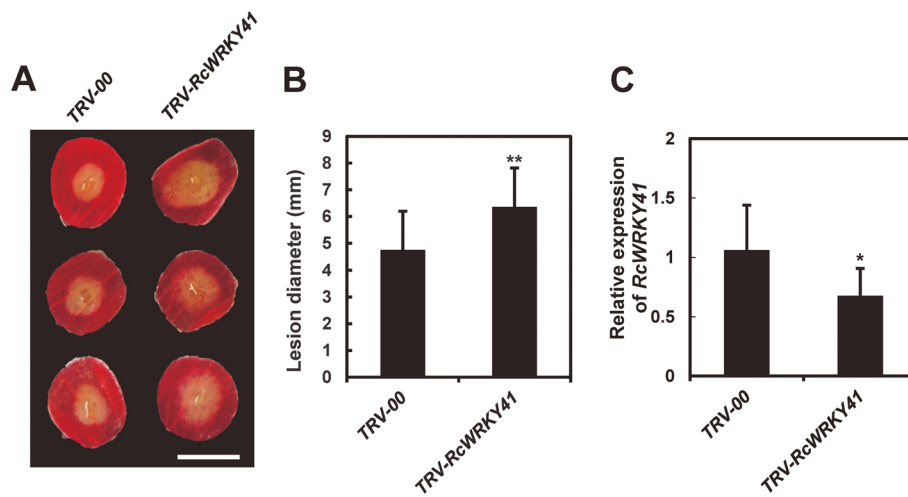 A
TRV-00
TRV-RcWRKY41
B
Lesion diameter (mm)
9
8
7
6
5
4
3
2
1
0
**
TRV-00
TRV-RcWRKY41
C
Relative expression
of RcWRKY41
2
1.5
1
0.5
0
*
TRV-00
TRV-RcWRKY41